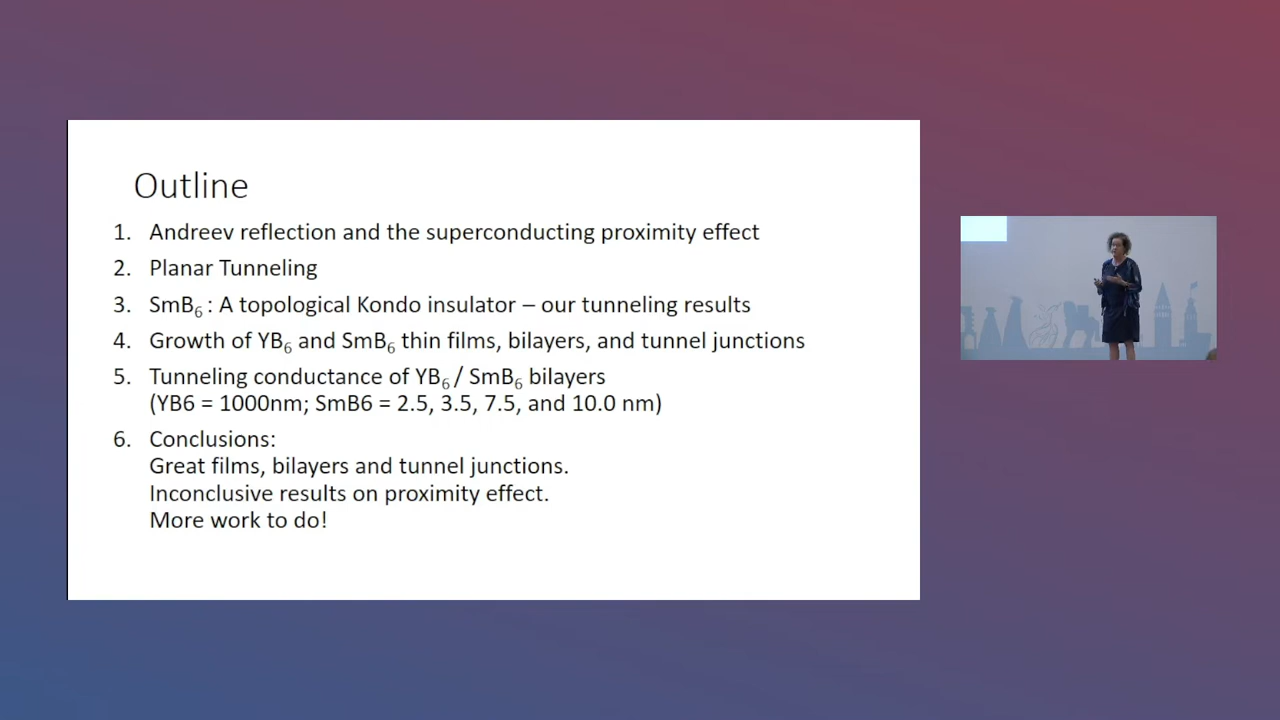 Outline
1. Andreev reflection and the superconducting proximity effect
2. Planar Tunneling
3. SmB₆ : A topological Kondo insulator – our tunneling results
4. Growth of YB₆ and SmB₆ thin films, bilayers, and tunnel junctions
5. Tunneling conductance of YB₆ / SmB₆ bilayers
(YB6 = 1000nm; SmB6 = 2.5, 3.5, 7.5, and 10.0 nm)
6. Conclusions:
Great films, bilayers and tunnel junctions.
Inconclusive results on proximity effect.
More work to do!